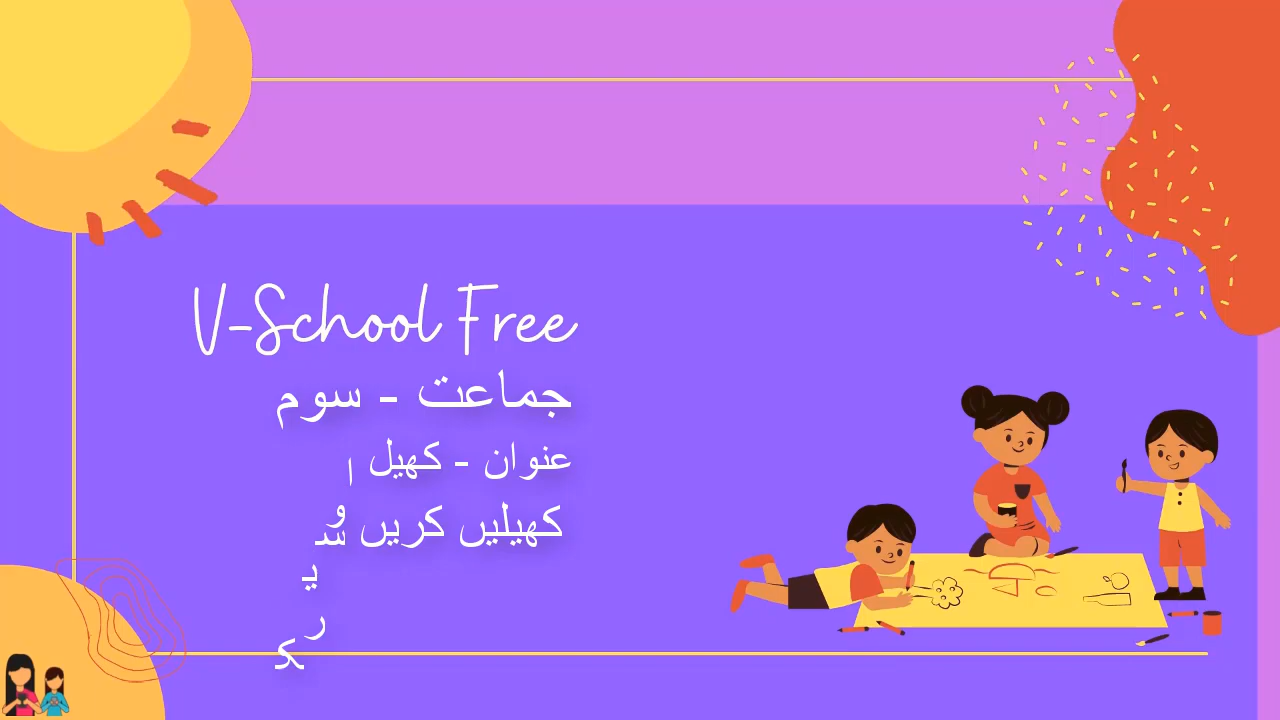 V-School Free
جماعت - سوم
عنوان - کھیل ا
کھیلیں کریں